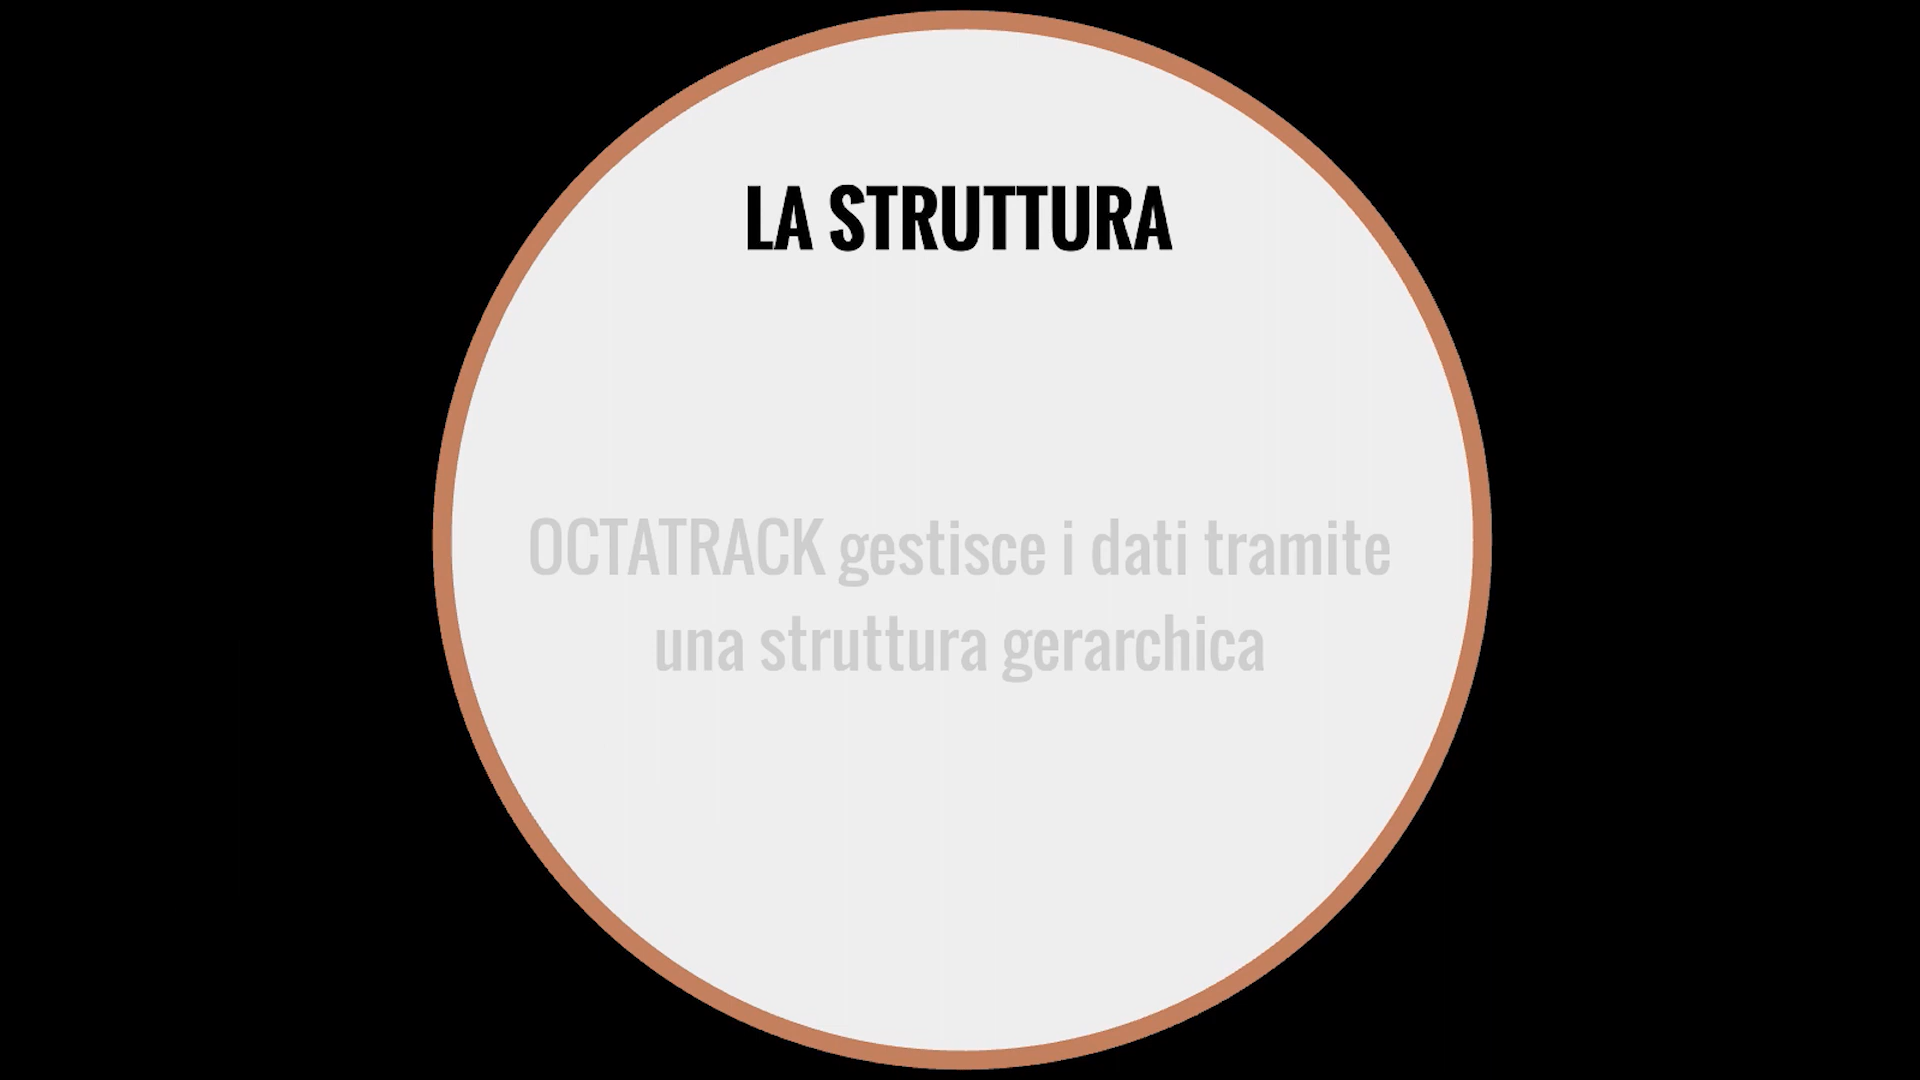 LA STRUTTURA
OCTATRACK gestisce i dati tramite
una struttura gerarchica